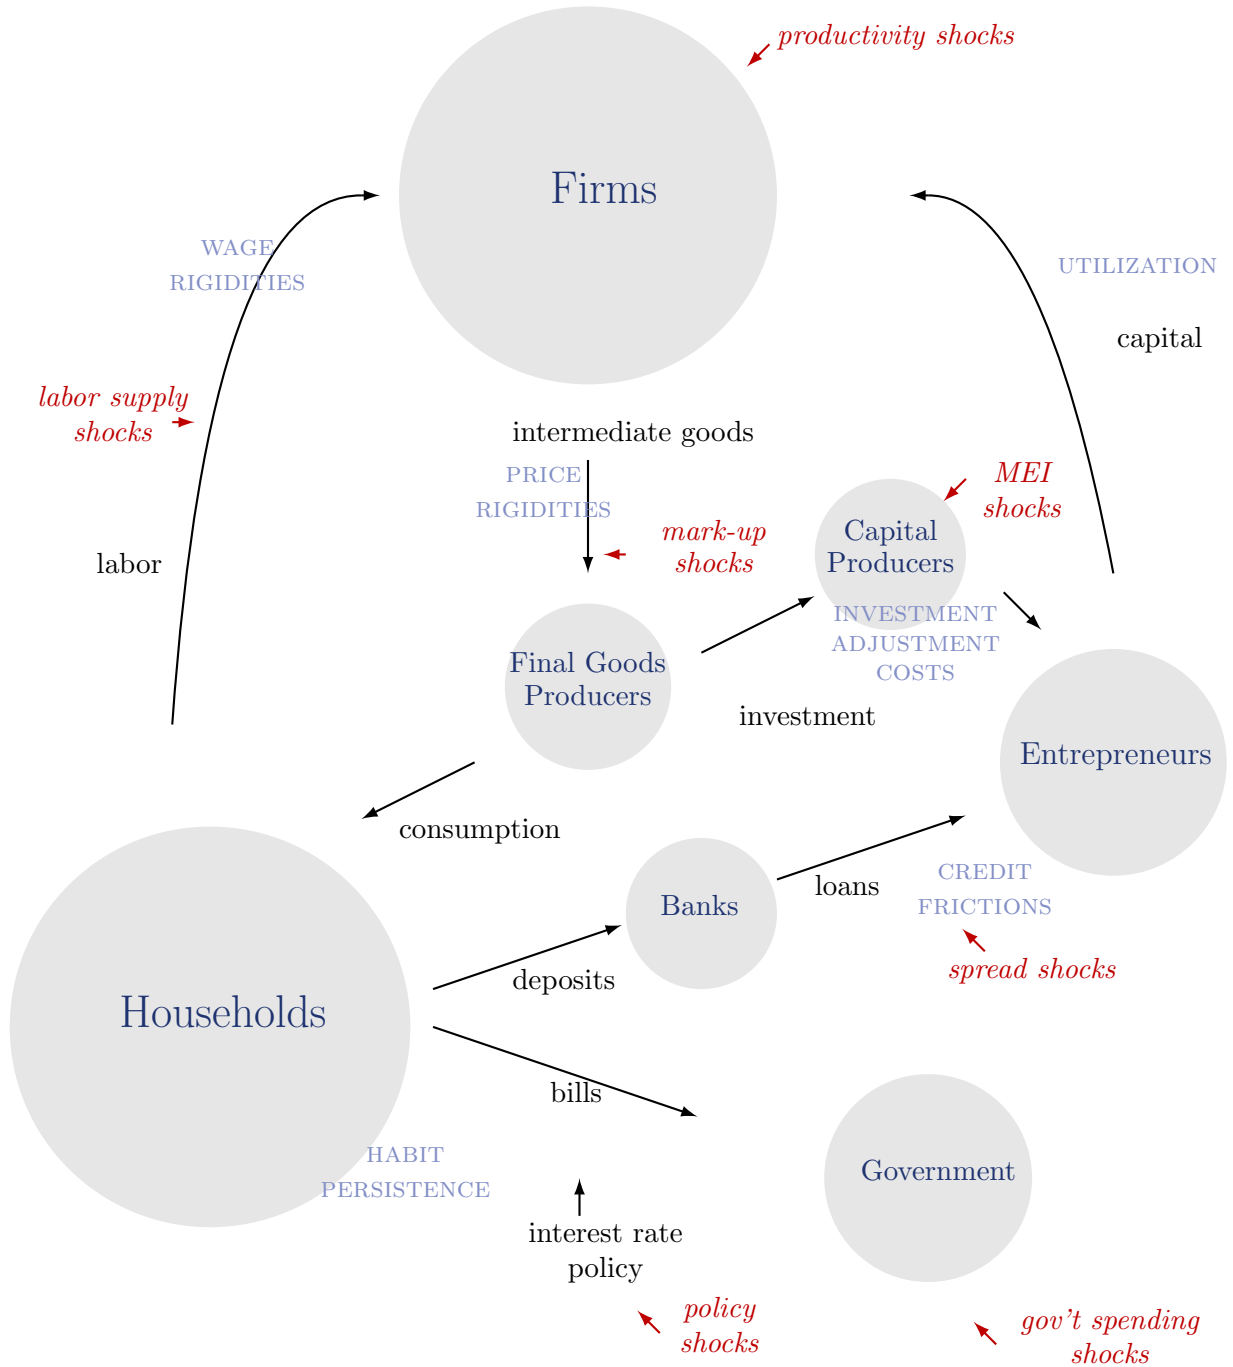 productivity shocks
Firms
WAGE
RIGIDITIES
UTILIZATION
capital
labor supply
shocks
intermediate goods
PRICE
RIGIDITIES
MEI
shocks
mark-up
shocks
Capital
Producers
labor
INVESTMENT
ADJUSTMENT
COSTS
Final Goods
Producers
investment
Entrepreneurs
consumption
loans
CREDIT
FRICTIONS
Banks
spread shocks
deposits
Households
bills
HABIT
PERSISTENCE
Government
interest rate
policy
policy
shocks
gov't spending
shocks